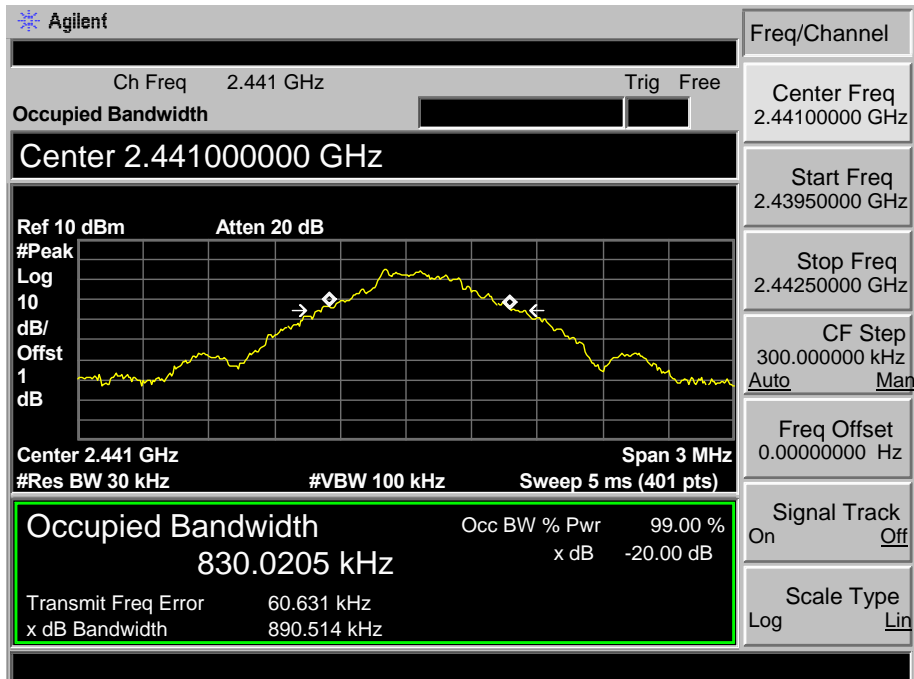 Agilent
Freq/Channel
Ch Freq 2.441 GHz Trig Free
Occupied Bandwidth
Center 2.441000000 GHz
Ref 10 dBm Atten 20 dB
#Peak
Log
10
dB/
Offst
1
dB
Center 2.441 GHz Span 3 MHz
#Res BW 30 kHz #VBW 100 kHz Sweep 5 ms (401 pts)
Occupied Bandwidth
830.0205 kHz
Occ BW % Pwr 99.00 %
x dB -20.00 dB
Transmit Freq Error 60.631 kHz
x dB Bandwidth 890.514 kHz
Center Freq
2.44100000 GHz
Start Freq
2.43950000 GHz
Stop Freq
2.44250000 GHz
CF Step
300.000000 kHz
Auto Man
Freq Offset
0.00000000 Hz
Signal Track
On Off
Scale Type
Log Lin